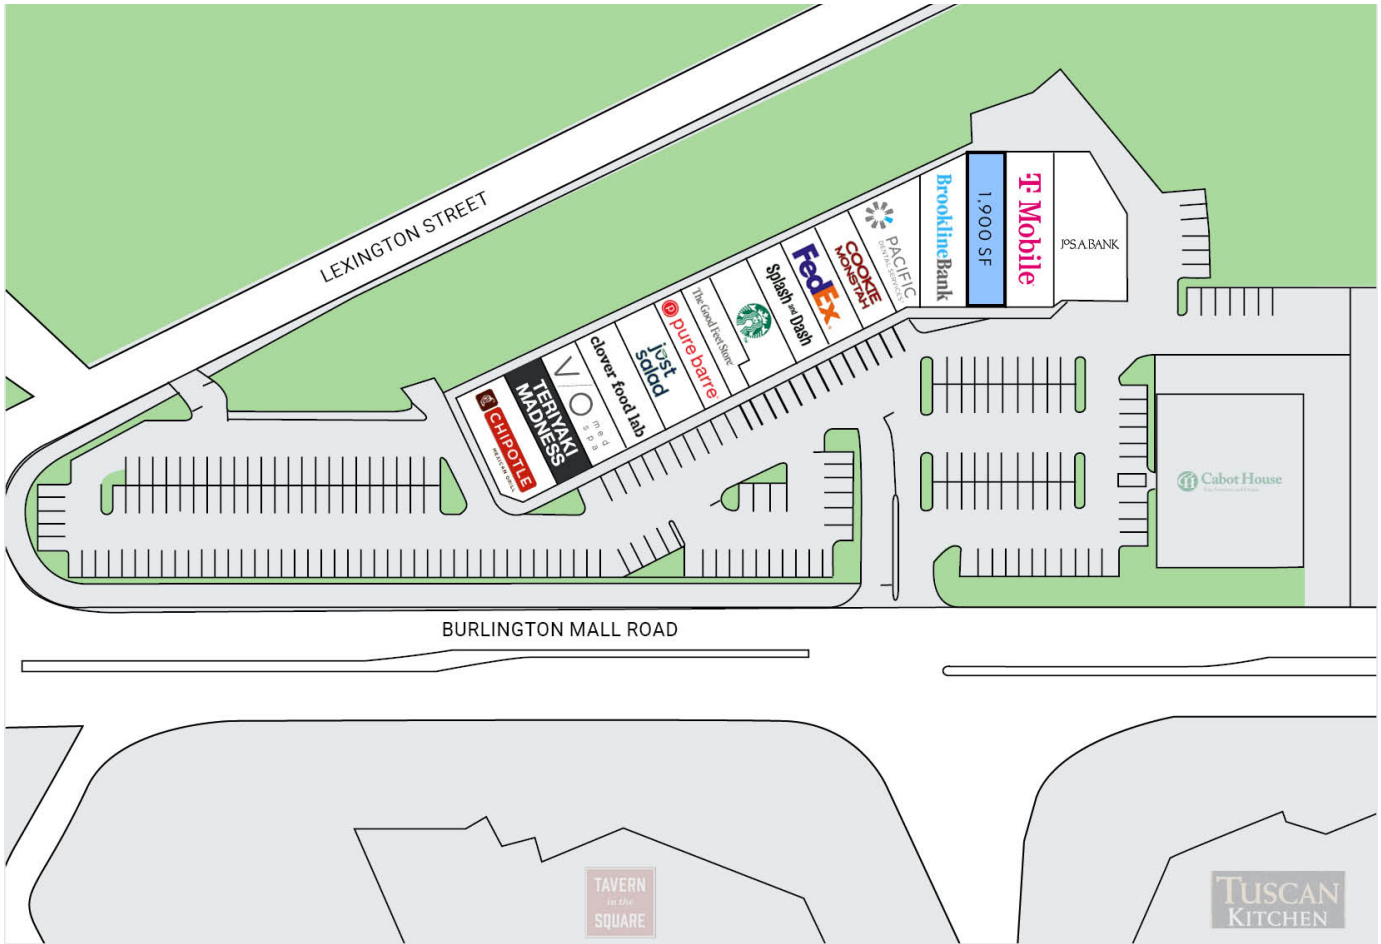 LEXINGTON STREET
CHIPOTLE
MEXICAN GRILL
TERIYAKI
MADNESS
V/O
med
spa
clover food lab
just
salad
p pure barre
The Good Feet Store
Splash and Dash
FedEx
COOKIE
MONSTAH
PACIFIC
DENTAL SERVICES
BrooklineBank
1,900 SF
T Mobile
JOS. A. BANK
Cabot House
BURLINGTON MALL ROAD
TAVERN
in the
SQUARE
TUSCAN
KITCHEN